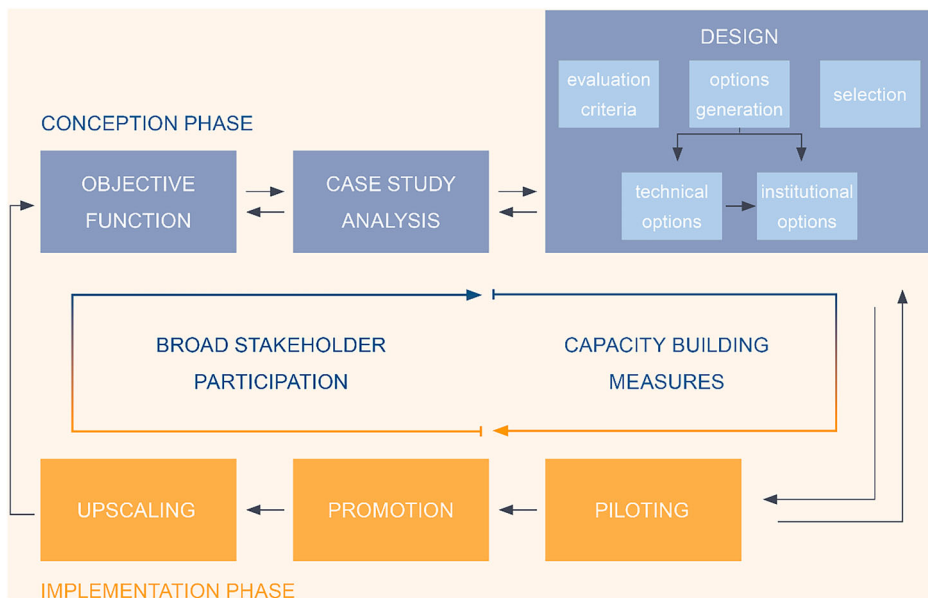 DESIGN
evaluation
criteria
options
generation
selection
CONCEPTION PHASE
OBJECTIVE
FUNCTION
CASE STUDY
ANALYSIS
technical
options
institutional
options
BROAD STAKEHOLDER
PARTICIPATION
CAPACITY BUILDING
MEASURES
UPSCALING
PROMOTION
PILOTING
IMPLEMENTATION PHASE